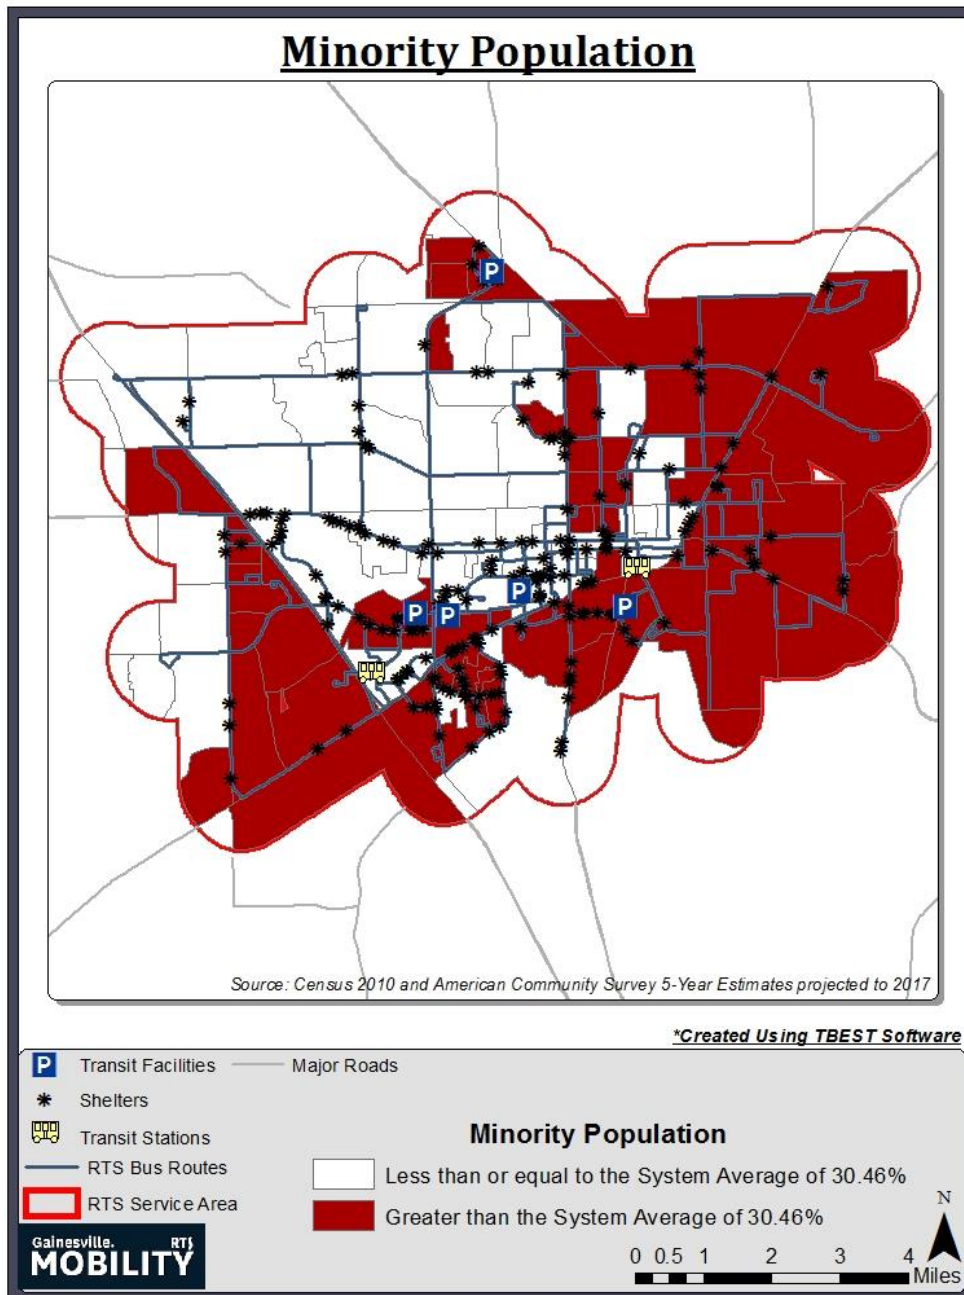 Minority Population
P
P
P
P
P
Source: Census 2010 and American Community Survey 5-Year Estimates projected to 2017
*Created Using TBEST Software
P Transit Facilities Major Roads
Shelters
Transit Stations
RTS Bus Routes
RTS Service Area
Minority Population
Less than or equal to the System Average of 30.46%
Greater than the System Average of 30.46%
N
0 0.5 1 2 3 4
Miles
Gainesville. RTS
MOBILITY